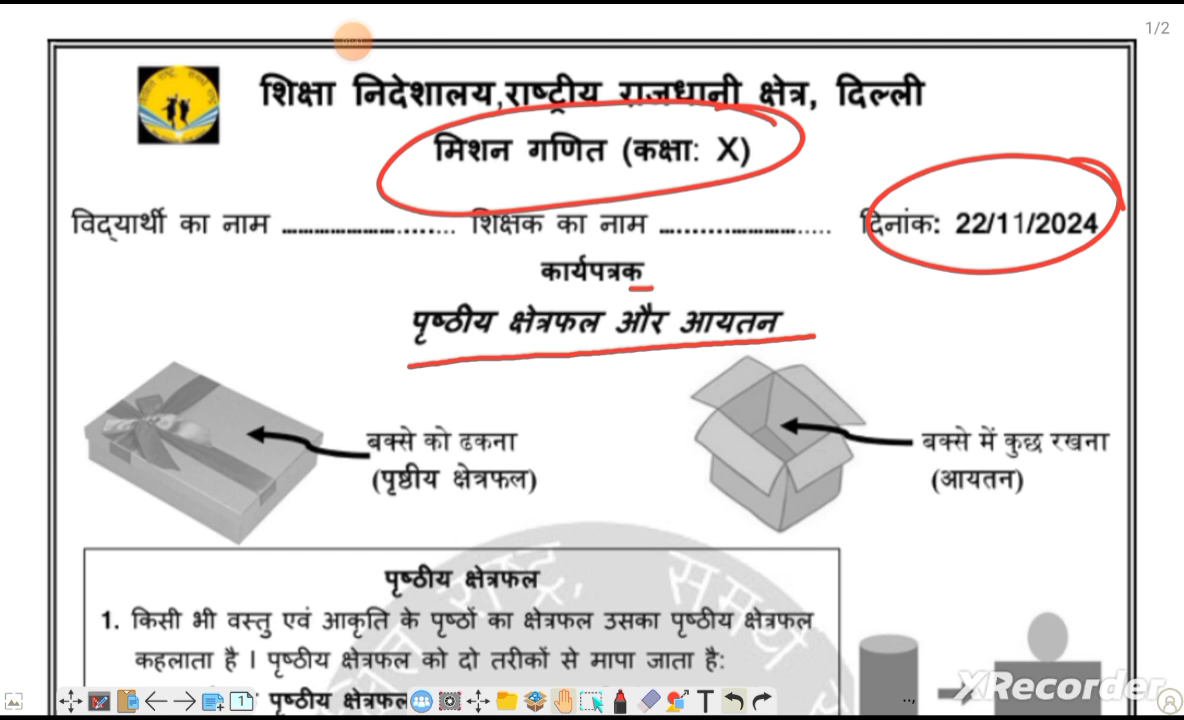 1/2
शिक्षा निदेशालय,राष्ट्रीय राजधानी क्षेत्र, दिल्ली
मिशन गणित (कक्षा: X)
विद्यार्थी का नाम ............................. शिक्षक का नाम ............................. दिनांक: 22/11/2024
कार्यपत्रक
पृष्ठीय क्षेत्रफल और आयतन
बक्से को ढकना
(पृष्ठीय क्षेत्रफल)
बक्से में कुछ रखना
(आयतन)
पृष्ठीय क्षेत्रफल
1. किसी भी वस्तु एवं आकृति के पृष्ठों का क्षेत्रफल उसका पृष्ठीय क्षेत्रफल
कहलाता है । पृष्ठीय क्षेत्रफल को दो तरीकों से मापा जाता है:
पृष्ठीय क्षेत्रफल
XRecorder